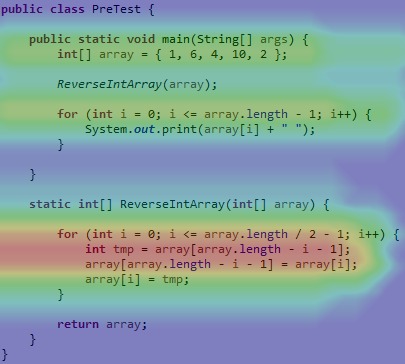 public class PreTest {
public static void main(String[] args) {
int[] array = { 1, 6, 4, 10, 2 };
ReverseIntArray(array);
for (int i = 0; i <= array.length - 1; i++) {
System.out.print(array[i] + " ");
}
}
static int[] ReverseIntArray(int[] array) {
for (int i = 0; i <= array.length / 2 - 1; i++) {
int tmp = array[array.length - i - 1];
array[array.length - i - 1] = array[i];
array[i] = tmp;
}
return array;
}
}